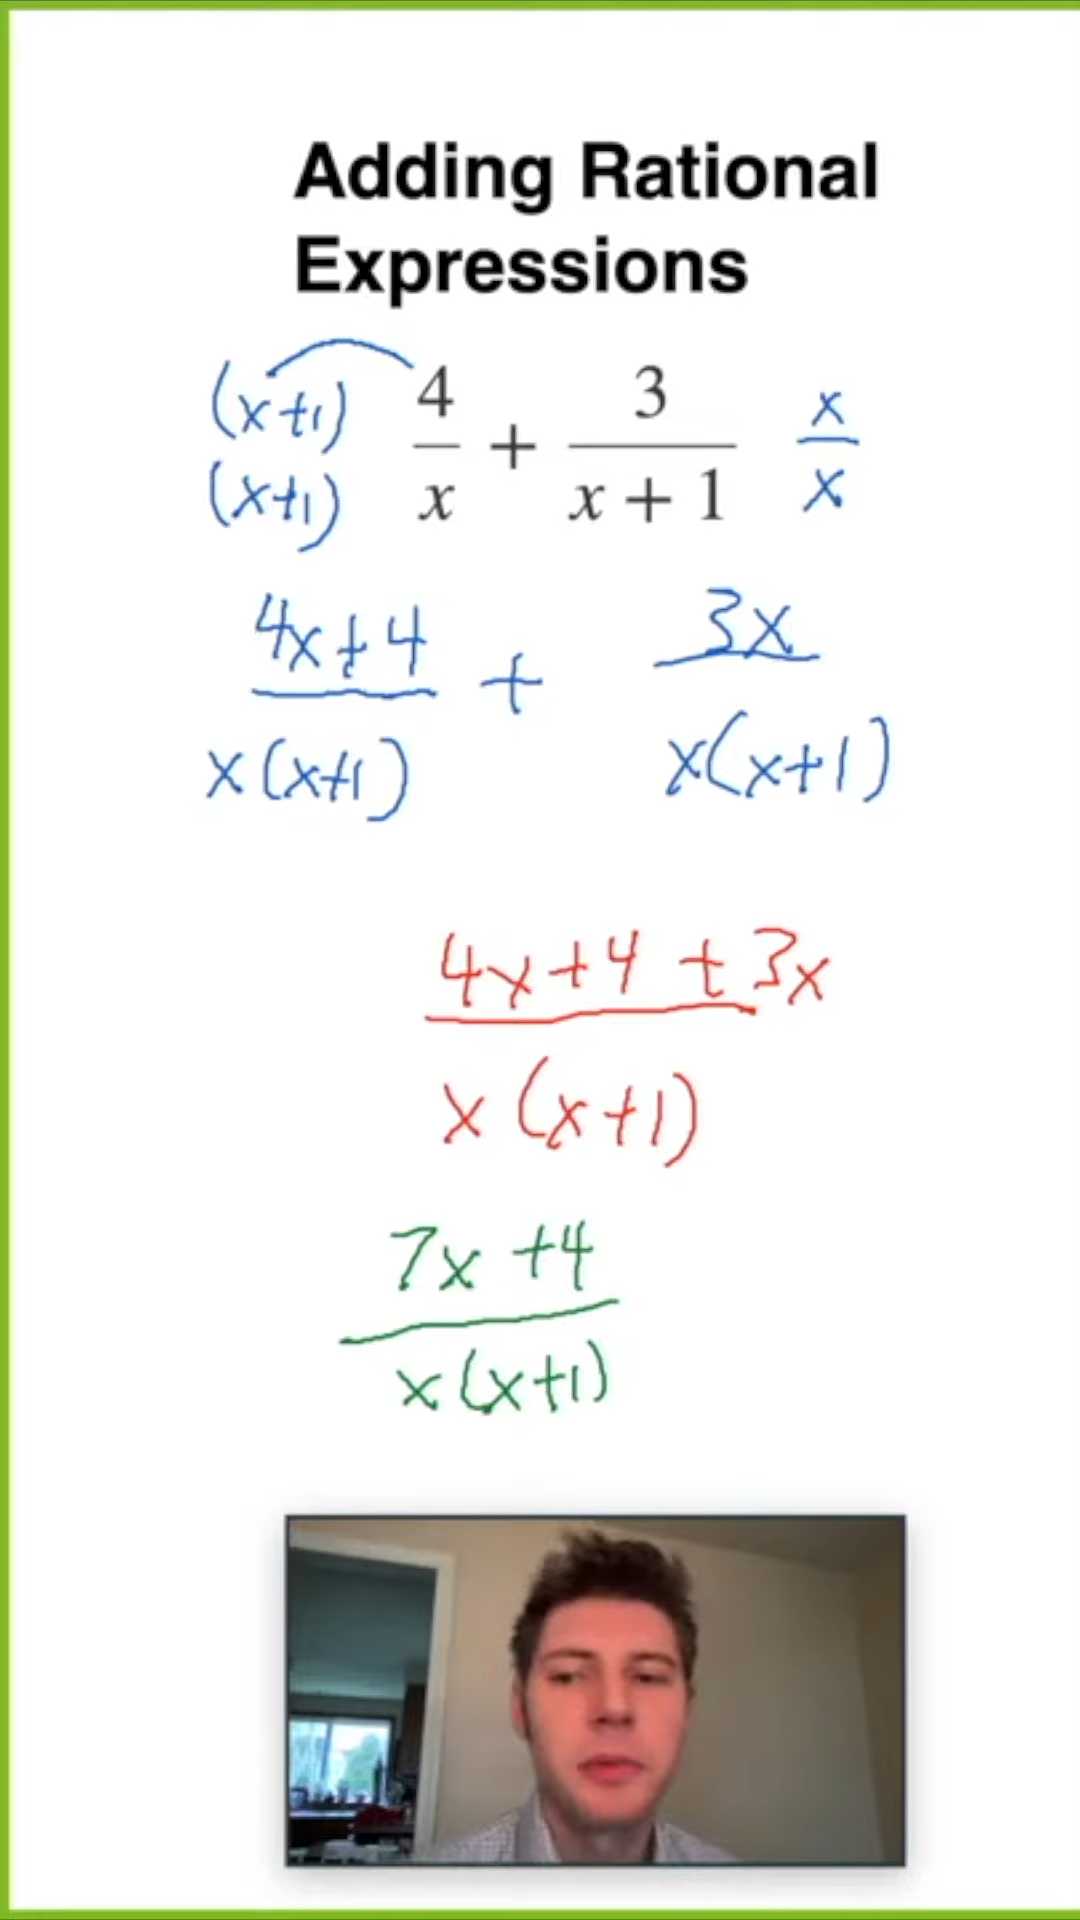 Adding Rational
Expressions
(x+1) 4 + 3 x
(x+1) x x + 1 x
4x+4 + 3x
x(x+1) x(x+1)
4x+4 + 3x
x(x+1)
7x +4
x(x+1)